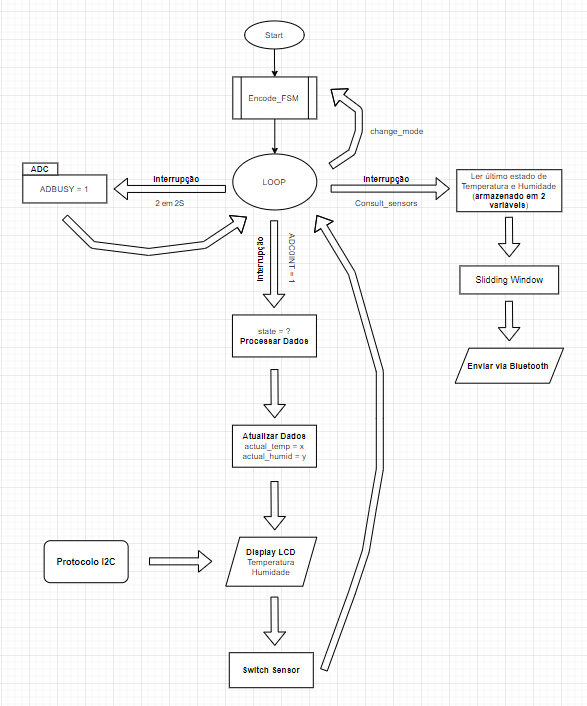 Start
Encode_FSM
change_mode
ADC
ADBUSY = 1
Interrupção
2 em 2S
LOOP
Interrupção
Consult_sensors
Ler último estado de
Temperatura e Humidade
(armazenado em 2
variáveis)
Slidding Window
Enviar via Bluetooth
Interrupção
ADC0INT = 1
state = ?
Processar Dados
Atualizar Dados
actual_temp = x
actual_humid = y
Protocolo I2C
Display LCD
Temperatura
Humidade
Switch Sensor